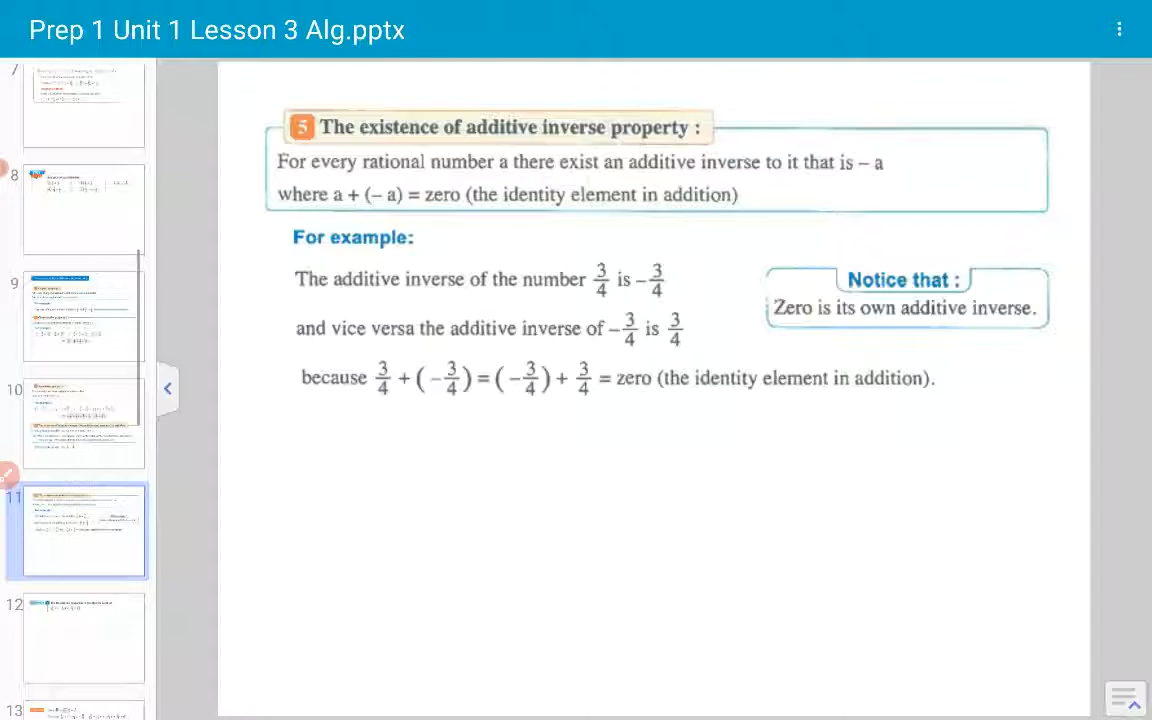 Prep 1 Unit 1 Lesson 3 Alg.pptx
7
8
9
10
11
12
13
5 The existence of additive inverse property :
For every rational number a there exist an additive inverse to it that is – a
where a + (– a) = zero (the identity element in addition)
For example:
The additive inverse of the number 3/4 is – 3/4
and vice versa the additive inverse of – 3/4 is 3/4
because 3/4 + (– 3/4) = (– 3/4) + 3/4 = zero (the identity element in addition).
Notice that :
Zero is its own additive inverse.